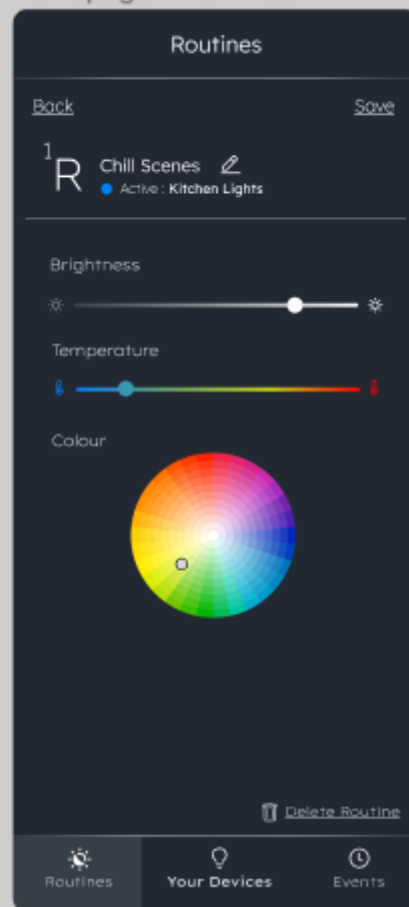 Routines
Back Save
1
R Chill Scenes
Active : Kitchen Lights
Brightness
Temperature
Colour
Delete Routine
Routines Your Devices Events